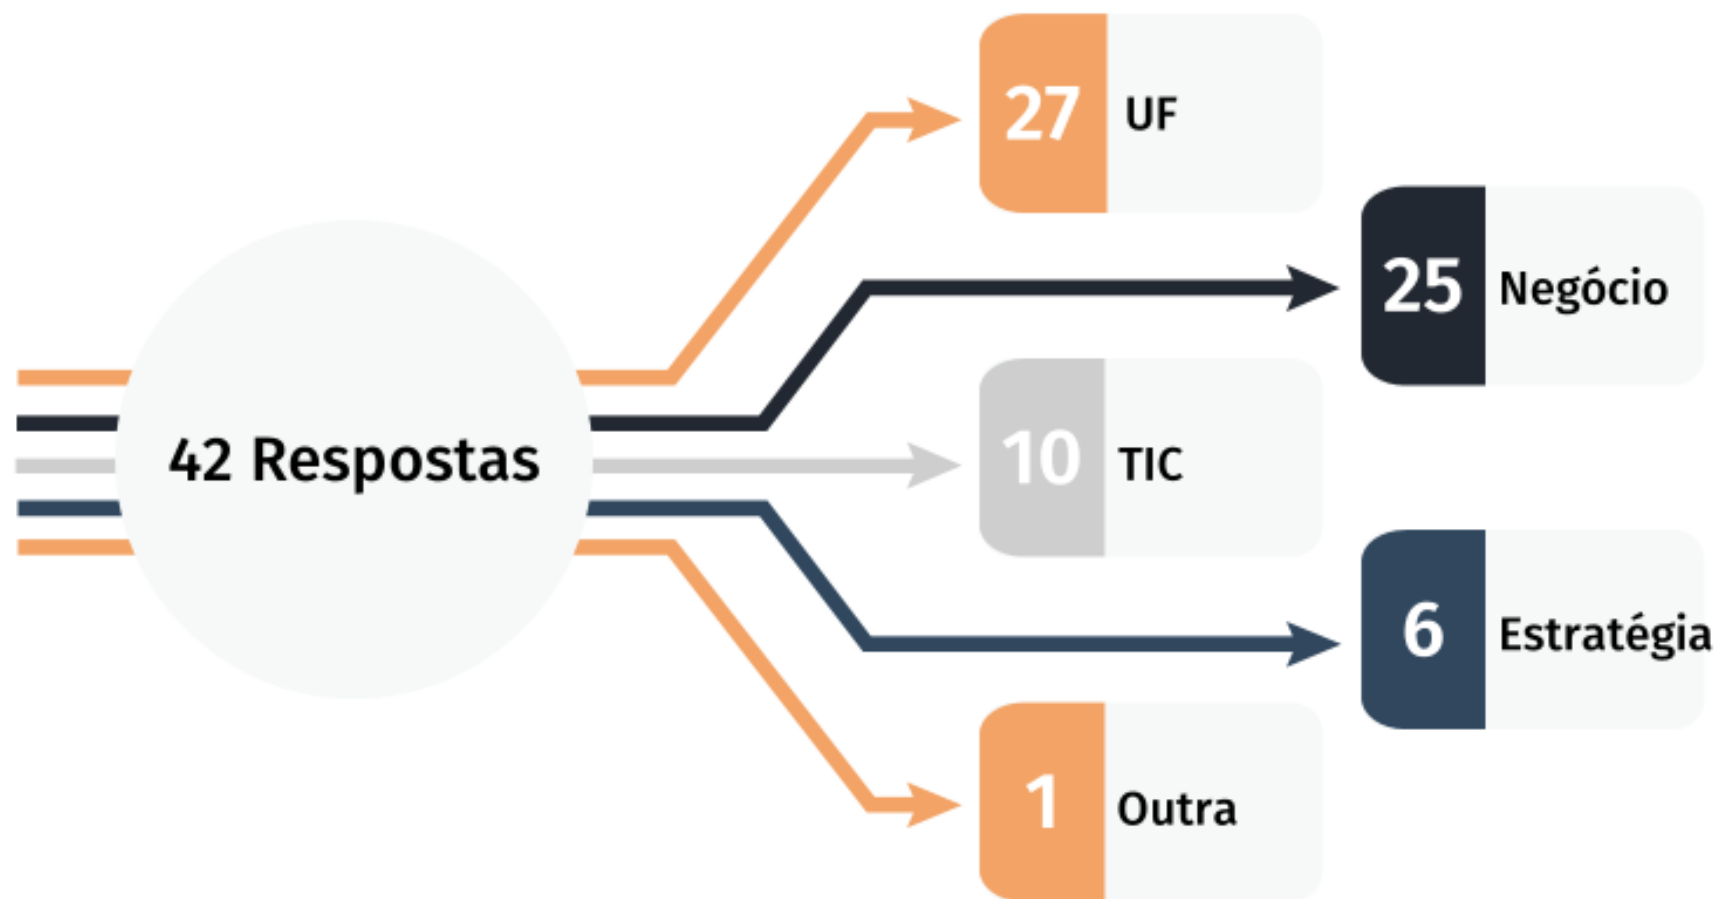 42 Respostas
27 UF
25 Negócio
10 TIC
6 Estratégia
1 Outra